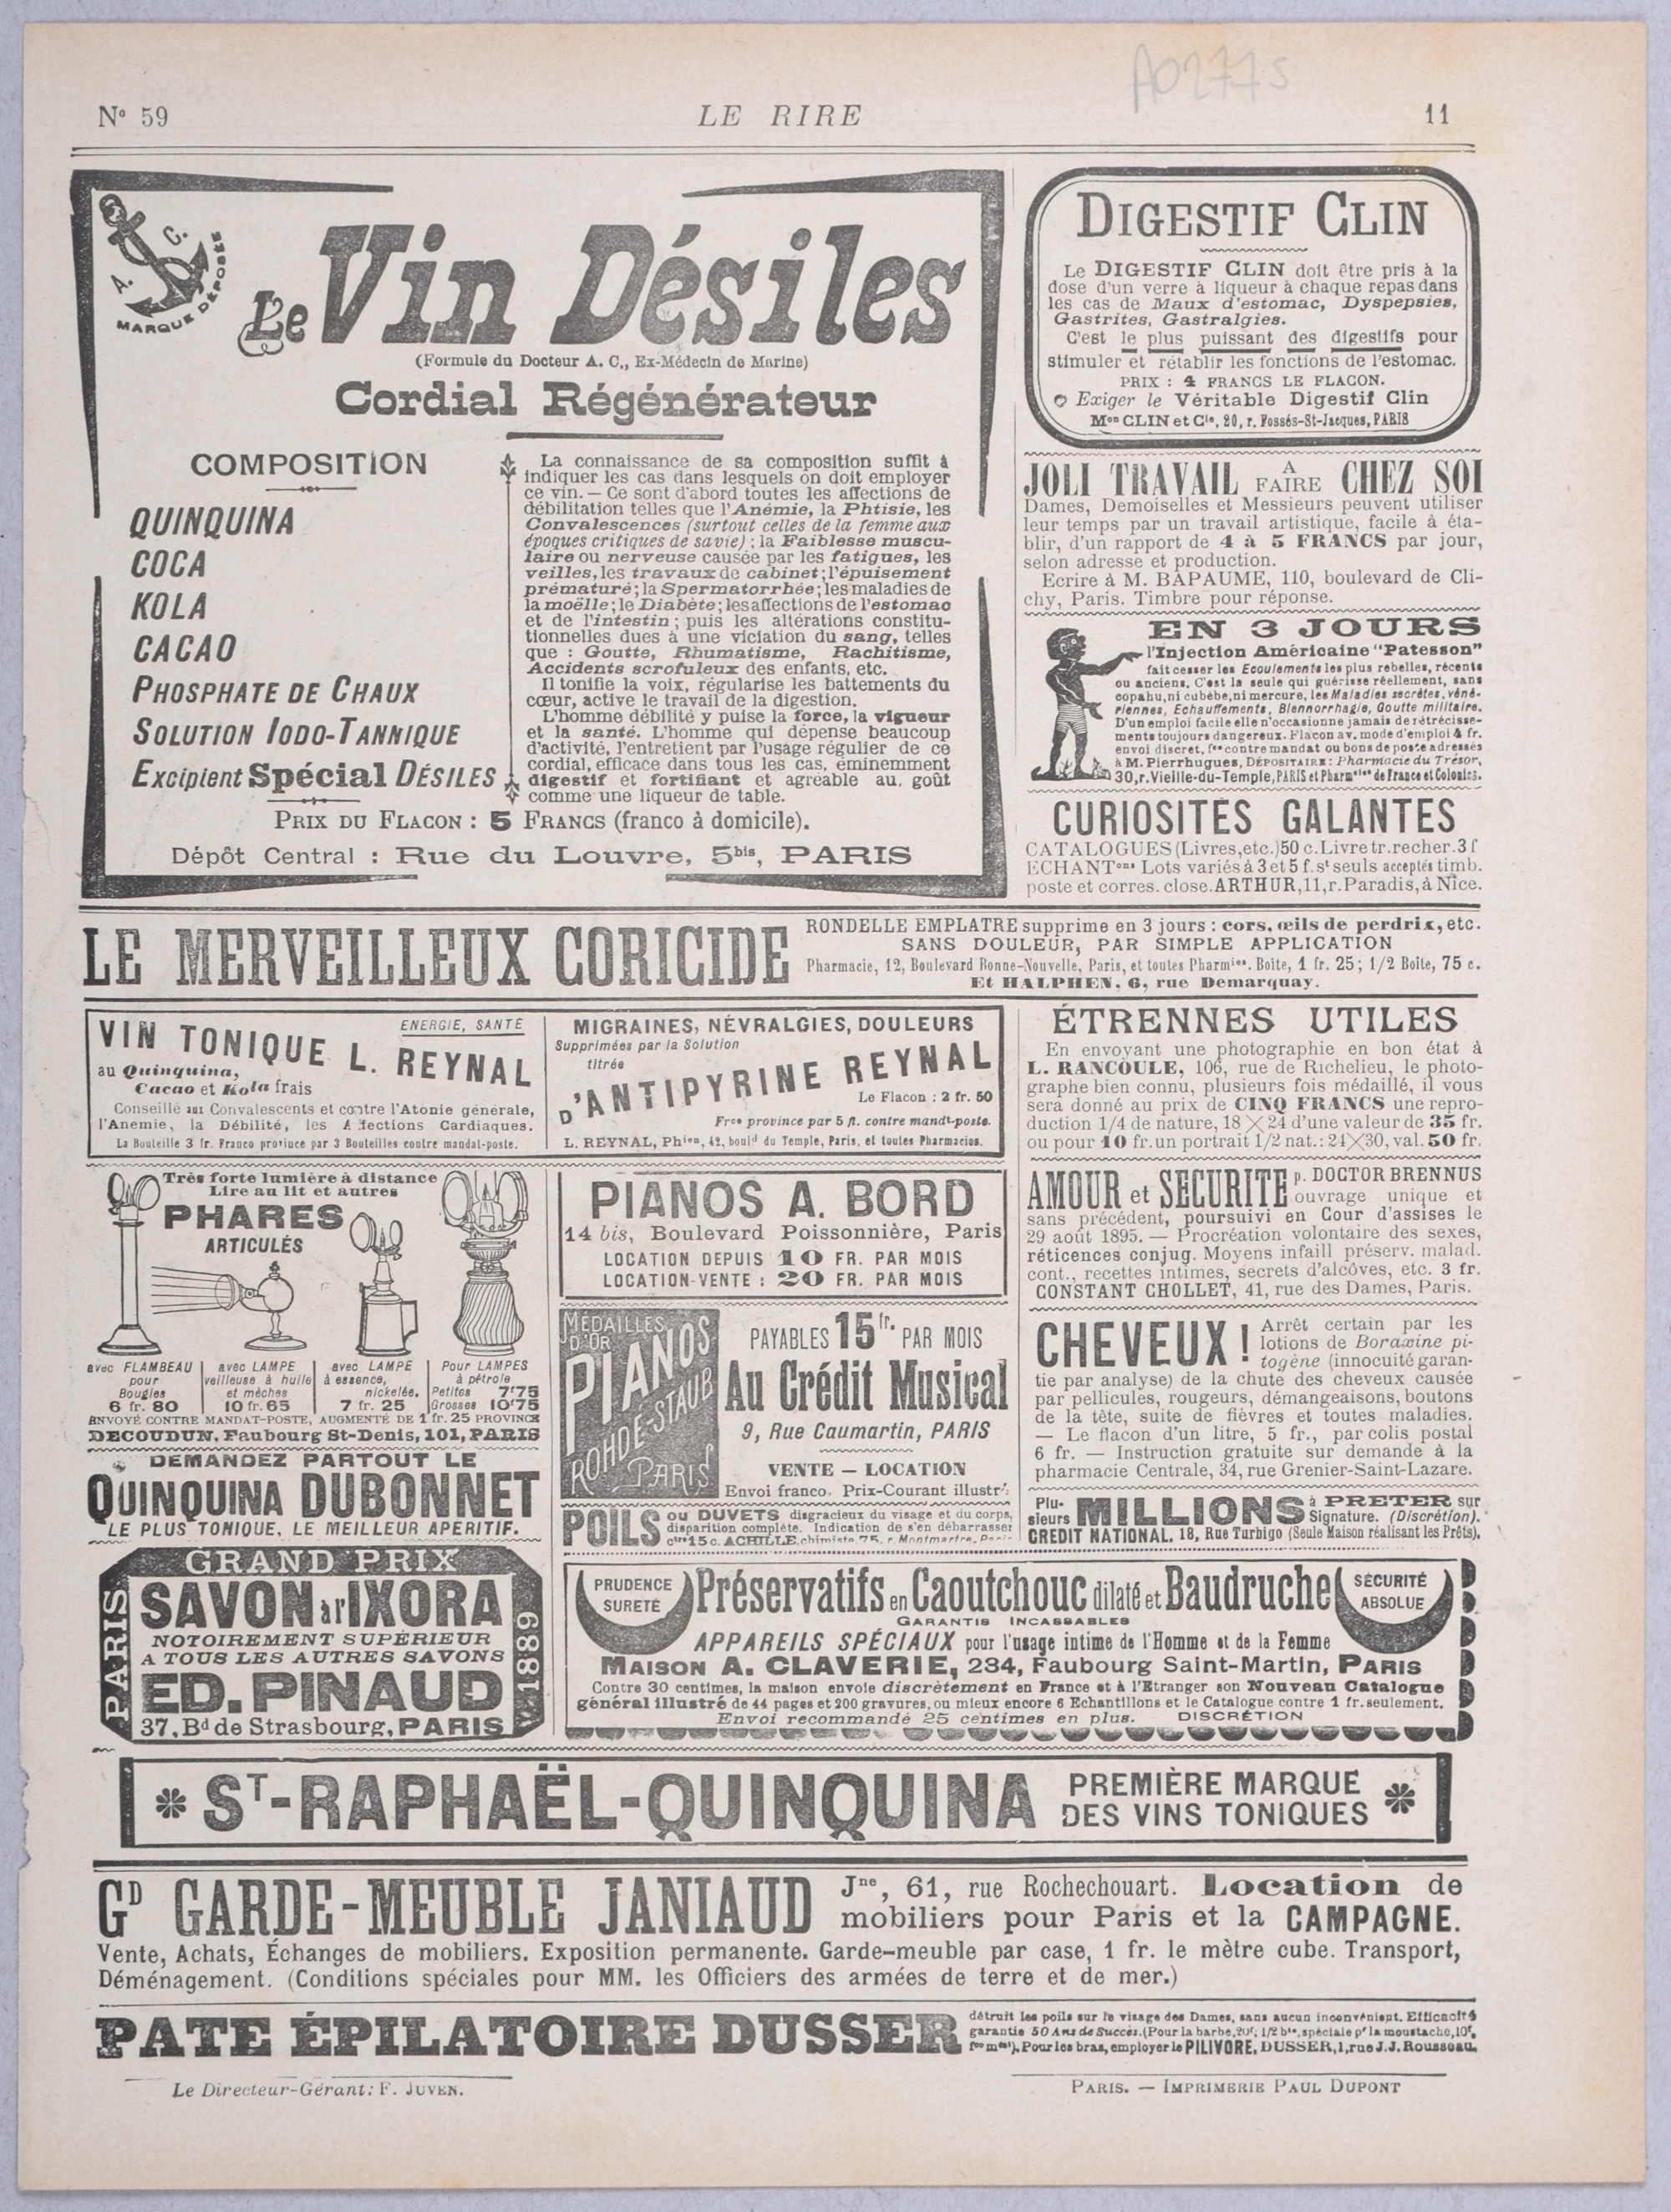 A0277S
Nº 59
LE RIRE
11
A. C.
MARQUE DÉPOSÉE
Le Vin Désiles
(Formule du Docteur A. C., Ex-Médecin de Marine)
Cordial Régénérateur
COMPOSITION
QUINQUINA
COCA
KOLA
CACAO
PHOSPHATE DE CHAUX
SOLUTION IODO-TANNIQUE
Excipient Spécial DÉSILES
La connaissance de sa composition suffit à
indiquer les cas dans lesquels on doit employer
ce vin. — Ce sont d'abord toutes les affections de
débilitation telles que l'Anémie, la Phtisie, les
Convalescences (surtout celles de la femme aux
époques critiques de sa vie) ; la Faiblesse muscu-
laire ou nerveuse causée par les fatigues, les
veilles, les travaux de cabinet ; l'épuisement
prématuré ; la Spermatorrhée ; les maladies de
la moëlle ; le Diabète ; les affections de l'estomac
et de l'intestin ; puis les altérations constitu-
tionnelles dues à une viciation du sang, telles
que : Goutte, Rhumatisme, Rachitisme,
Accidents scrofuleux des enfants, etc.
Il tonifie la voix, régularise les battements du
cœur, active le travail de la digestion.
L'homme débilité y puise la force, la vigueur
et la santé. L'homme qui dépense beaucoup
d'activité, l'entretient par l'usage régulier de ce
cordial, efficace dans tous les cas, éminemment
digestif et fortifiant et agréable au goût
comme une liqueur de table.
PRIX DU FLACON : 5 FRANCS (franco à domicile).
Dépôt Central : Rue du Louvre, 5bis, PARIS
DIGESTIF CLIN
Le DIGESTIF CLIN doit être pris à la
dose d'un verre à liqueur à chaque repas dans
les cas de Maux d'estomac, Dyspepsies,
Gastrites, Gastralgies.
C'est le plus puissant des digestifs pour
stimuler et rétablir les fonctions de l'estomac.
PRIX : 4 FRANCS LE FLACON.
Exiger le Véritable Digestif Clin
Mon CLIN et Cie, 20, r. Fossés-St-Jacques, PARIS
JOLI TRAVAIL A FAIRE CHEZ SOI
Dames, Demoiselles et Messieurs peuvent utiliser
leur temps par un travail artistique, facile à éta-
blir, d'un rapport de 4 à 5 FRANCS par jour,
selon adresse et production.
Ecrire à M. BAPAUME, 110, boulevard de Cli-
chy, Paris. Timbre pour réponse.
EN 3 JOURS
l'Injection Américaine "Patesson"
fait cesser les Ecoulements les plus rebelles, récents
ou anciens. C'est la seule qui guérisse réellement, sans
copahu, ni cubèbe, ni mercure, les Maladies secrètes, véné-
riennes, Echauffements, Blennorrhagie, Goutte militaire.
D'un emploi facile elle n'occasionne jamais de rétrécisse-
ments toujours dangereux. Flacon av. mode d'emploi 4 fr.
envoi discret, fco contre mandat ou bons de poste adressés
à M. Pierrhugues, DÉPOSITAIRE : Pharmacie du Trésor,
30, r. Vieille-du-Temple, PARIS et Pharmcies de France et Colonies.
CURIOSITES GALANTES
CATALOGUES (Livres, etc.) 50 c. Livre tr. recher. 3 f
ECHANTons Lots variés à 3 et 5 f. st seuls acceptés timb.
poste et corres. close. ARTHUR, 11, r. Paradis, à Nice.
LE MERVEILLEUX CORICIDE
RONDELLE EMPLATRE supprime en 3 jours : cors, œils de perdrix, etc.
SANS DOULEUR, PAR SIMPLE APPLICATION
Pharmacie, 12, Boulevard Bonne-Nouvelle, Paris, et toutes Pharmies. Boîte, 1 fr. 25 ; 1/2 Boîte, 75 c.
Et HALPHEN, 6, rue Demarquay.
ENERGIE, SANTÉ
VIN TONIQUE L. REYNAL
au Quinquina,
Cacao et Kola frais
Conseillé aux Convalescents et contre l'Atonie générale,
l'Anemie, la Débilité, les Affections Cardiaques.
La Bouteille 3 fr. Franco province par 3 Bouteilles contre mandat-poste.
MIGRAINES, NÉVRALGIES, DOULEURS
Supprimées par la Solution
titrée
D'ANTIPYRINE REYNAL
Le Flacon : 2 fr. 50
Frco province par 5 fl. contre mandt-poste.
L. REYNAL, Phien, 42, bould du Temple, Paris, et toutes Pharmacies.
ÉTRENNES UTILES
En envoyant une photographie en bon état à
L. RANCOULE, 106, rue de Richelieu, le photo-
graphe bien connu, plusieurs fois médaillé, il vous
sera donné au prix de CINQ FRANCS une repro-
duction 1/4 de nature, 18 × 24 d'une valeur de 35 fr.
ou pour 10 fr. un portrait 1/2 nat. : 24×30, val. 50 fr.
Très forte lumière à distance
Lire au lit et autres
PHARES
ARTICULÉS
avec FLAMBEAU
pour
Bougies
6 fr. 80
avec LAMPE
veilleuse à huile
et mèches
10 fr. 65
avec LAMPE
à essence,
nickelée.
7 fr. 25
Pour LAMPES
à pétrole
Petites 7f75
Grosses 10f75
ENVOYÉ CONTRE MANDAT-POSTE, AUGMENTÉ DE 1 fr. 25 PROVINCE
DECOUDUN, Faubourg St-Denis, 101, PARIS
PIANOS A. BORD
14 bis, Boulevard Poissonnière, Paris
LOCATION DEPUIS 10 FR. PAR MOIS
LOCATION-VENTE : 20 FR. PAR MOIS
AMOUR et SECURITE p. DOCTOR BRENNUS
ouvrage unique et
sans précédent, poursuivi en Cour d'assises le
29 août 1895. — Procréation volontaire des sexes,
réticences conjug. Moyens infaill préserv. malad.
cont., recettes intimes, secrets d'alcôves, etc. 3 fr.
CONSTANT CHOLLET, 41, rue des Dames, Paris.
MÉDAILLES
D'OR
PIANOS
ROHDE-STAUB
PARIS
PAYABLES 15 fr. PAR MOIS
Au Crédit Musical
9, Rue Caumartin, PARIS
VENTE — LOCATION
Envoi franco. Prix-Courant illustré
CHEVEUX !
Arrêt certain par les
lotions de Boraxine pi-
togène (innocuité garan-
tie par analyse) de la chute des cheveux causée
par pellicules, rougeurs, démangeaisons, boutons
de la tête, suite de fièvres et toutes maladies.
— Le flacon d'un litre, 5 fr., par colis postal
6 fr. — Instruction gratuite sur demande à la
pharmacie Centrale, 34, rue Grenier-Saint-Lazare.
DEMANDEZ PARTOUT LE
QUINQUINA DUBONNET
LE PLUS TONIQUE, LE MEILLEUR APÉRITIF.
POILS ou DUVETS disgracieux du visage et du corps,
disparition complète. Indication de s'en débarrasser
ctre 15 c. ACHILLE, chimiste, 75, r. Montmartre, Paris
Plu-
sieurs MILLIONS à PRETER sur
Signature. (Discrétion).
CREDIT NATIONAL. 18, Rue Turbigo (Seule Maison réalisant les Prêts).
GRAND PRIX
PARIS
SAVON à l'IXORA
NOTOIREMENT SUPÉRIEUR
A TOUS LES AUTRES SAVONS
ED. PINAUD
37, Bd de Strasbourg, PARIS
1889
PRUDENCE
SURETÉ
Préservatifs en Caoutchouc dilaté et Baudruche
SÉCURITÉ
ABSOLUE
GARANTIS INCASSABLES
APPAREILS SPÉCIAUX pour l'usage intime de l'Homme et de la Femme
MAISON A. CLAVERIE, 234, Faubourg Saint-Martin, PARIS
Contre 30 centimes, la maison envoie discrètement en France et à l'Etranger son Nouveau Catalogue
général illustré de 44 pages et 200 gravures, ou mieux encore 6 Echantillons et le Catalogue contre 1 fr. seulement.
Envoi recommandé 25 centimes en plus. DISCRÉTION
ST-RAPHAËL-QUINQUINA
PREMIÈRE MARQUE
DES VINS TONIQUES
GD GARDE-MEUBLE JANIAUD
Jne, 61, rue Rochechouart. Location de
mobiliers pour Paris et la CAMPAGNE.
Vente, Achats, Échanges de mobiliers. Exposition permanente. Garde-meuble par case, 1 fr. le mètre cube. Transport,
Déménagement. (Conditions spéciales pour MM. les Officiers des armées de terre et de mer.)
PATE ÉPILATOIRE DUSSER
détruit les poils sur le visage des Dames, sans aucun inconvénient. Efficacité
garantie 50 Ans de Succès. (Pour la barbe, 20f ; 1/2 bte, spéciale pr la moustache, 10f,
fco mdat). Pour les bras, employer le PILIVORE. DUSSER, 1, rue J.J. Rousseau.
Le Directeur-Gérant : F. JUVEN.
PARIS. — IMPRIMERIE PAUL DUPONT